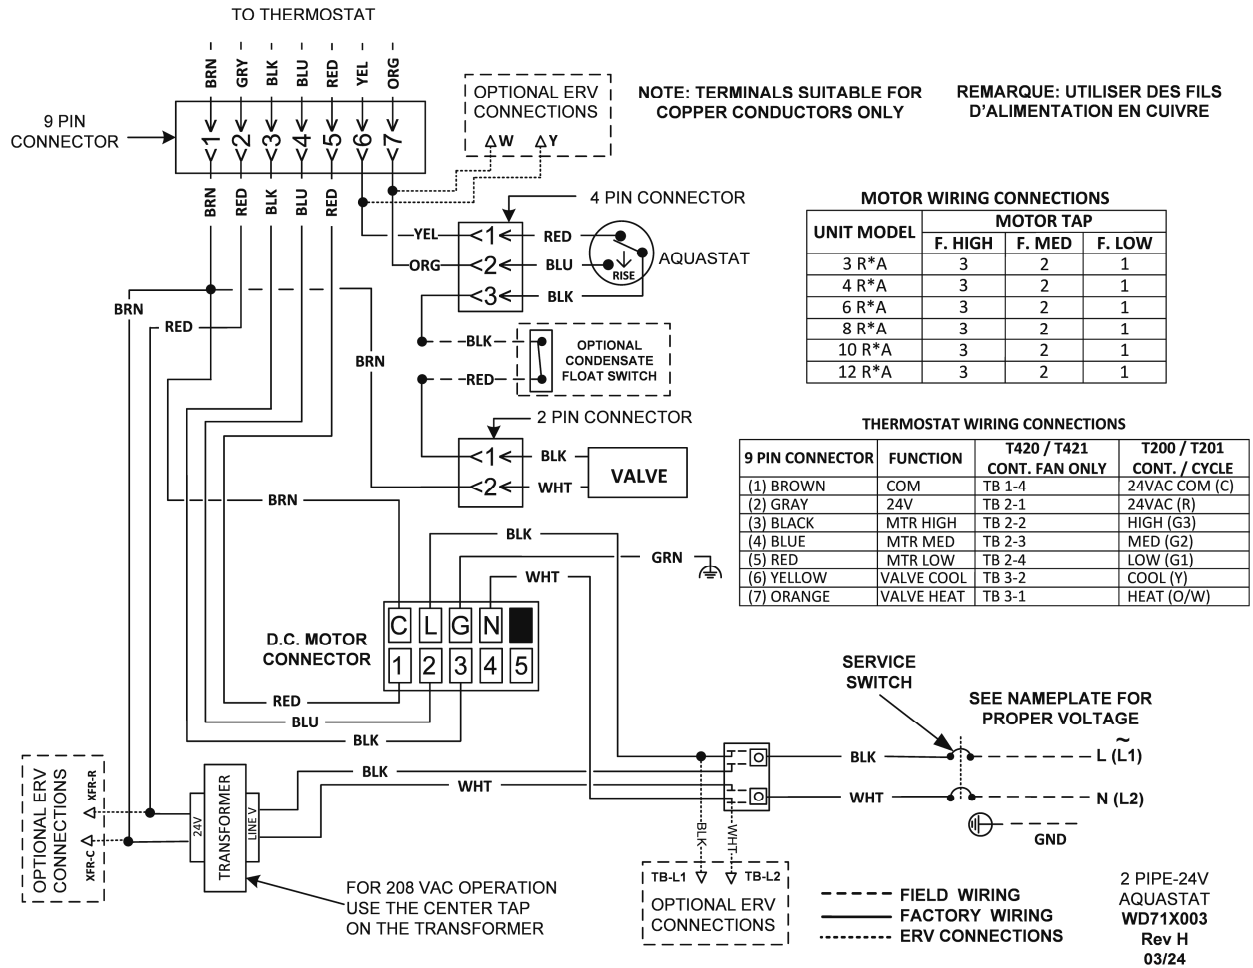 TO THERMOSTAT
BRN GRY BLK BLU RED YEL ORG
9 PIN
CONNECTOR
1 2 3 4 5 6 7
BRN RED BLK BLU RED
OPTIONAL ERV
CONNECTIONS
W Y
NOTE: TERMINALS SUITABLE FOR
COPPER CONDUCTORS ONLY
REMARQUE: UTILISER DES FILS
D'ALIMENTATION EN CUIVRE
4 PIN CONNECTOR
YEL 1 RED
ORG 2 BLU
3 BLK
RISE
AQUASTAT
BRN
RED
BRN
BLK
RED
OPTIONAL
CONDENSATE
FLOAT SWITCH
2 PIN CONNECTOR
1 BLK
2 WHT
VALVE
MOTOR WIRING CONNECTIONS
UNIT MODEL MOTOR TAP
F. HIGH F. MED F. LOW
3 R*A 3 2 1
4 R*A 3 2 1
6 R*A 3 2 1
8 R*A 3 2 1
10 R*A 3 2 1
12 R*A 3 2 1
THERMOSTAT WIRING CONNECTIONS
9 PIN CONNECTOR FUNCTION T420 / T421 CONT. FAN ONLY T200 / T201 CONT. / CYCLE
(1) BROWN COM TB 1-4 24VAC COM (C)
(2) GRAY 24V TB 2-1 24VAC (R)
(3) BLACK MTR HIGH TB 2-2 HIGH (G3)
(4) BLUE MTR MED TB 2-3 MED (G2)
(5) RED MTR LOW TB 2-4 LOW (G1)
(6) YELLOW VALVE COOL TB 3-2 COOL (Y)
(7) ORANGE VALVE HEAT TB 3-1 HEAT (O/W)
BRN
BLK
GRN
WHT
D.C. MOTOR
CONNECTOR
C L G N
1 2 3 4 5
RED
BLU
BLK
BLK
WHT
SERVICE
SWITCH
SEE NAMEPLATE FOR
PROPER VOLTAGE
~
BLK L (L1)
WHT N (L2)
GND
OPTIONAL ERV
CONNECTIONS
XFR-R
XFR-C
24V
TRANSFORMER
LINE V
FOR 208 VAC OPERATION
USE THE CENTER TAP
ON THE TRANSFORMER
BLK
WHT
TB-L1 TB-L2
OPTIONAL ERV
CONNECTIONS
FIELD WIRING
FACTORY WIRING
ERV CONNECTIONS
2 PIPE-24V
AQUASTAT
WD71X003
Rev H
03/24